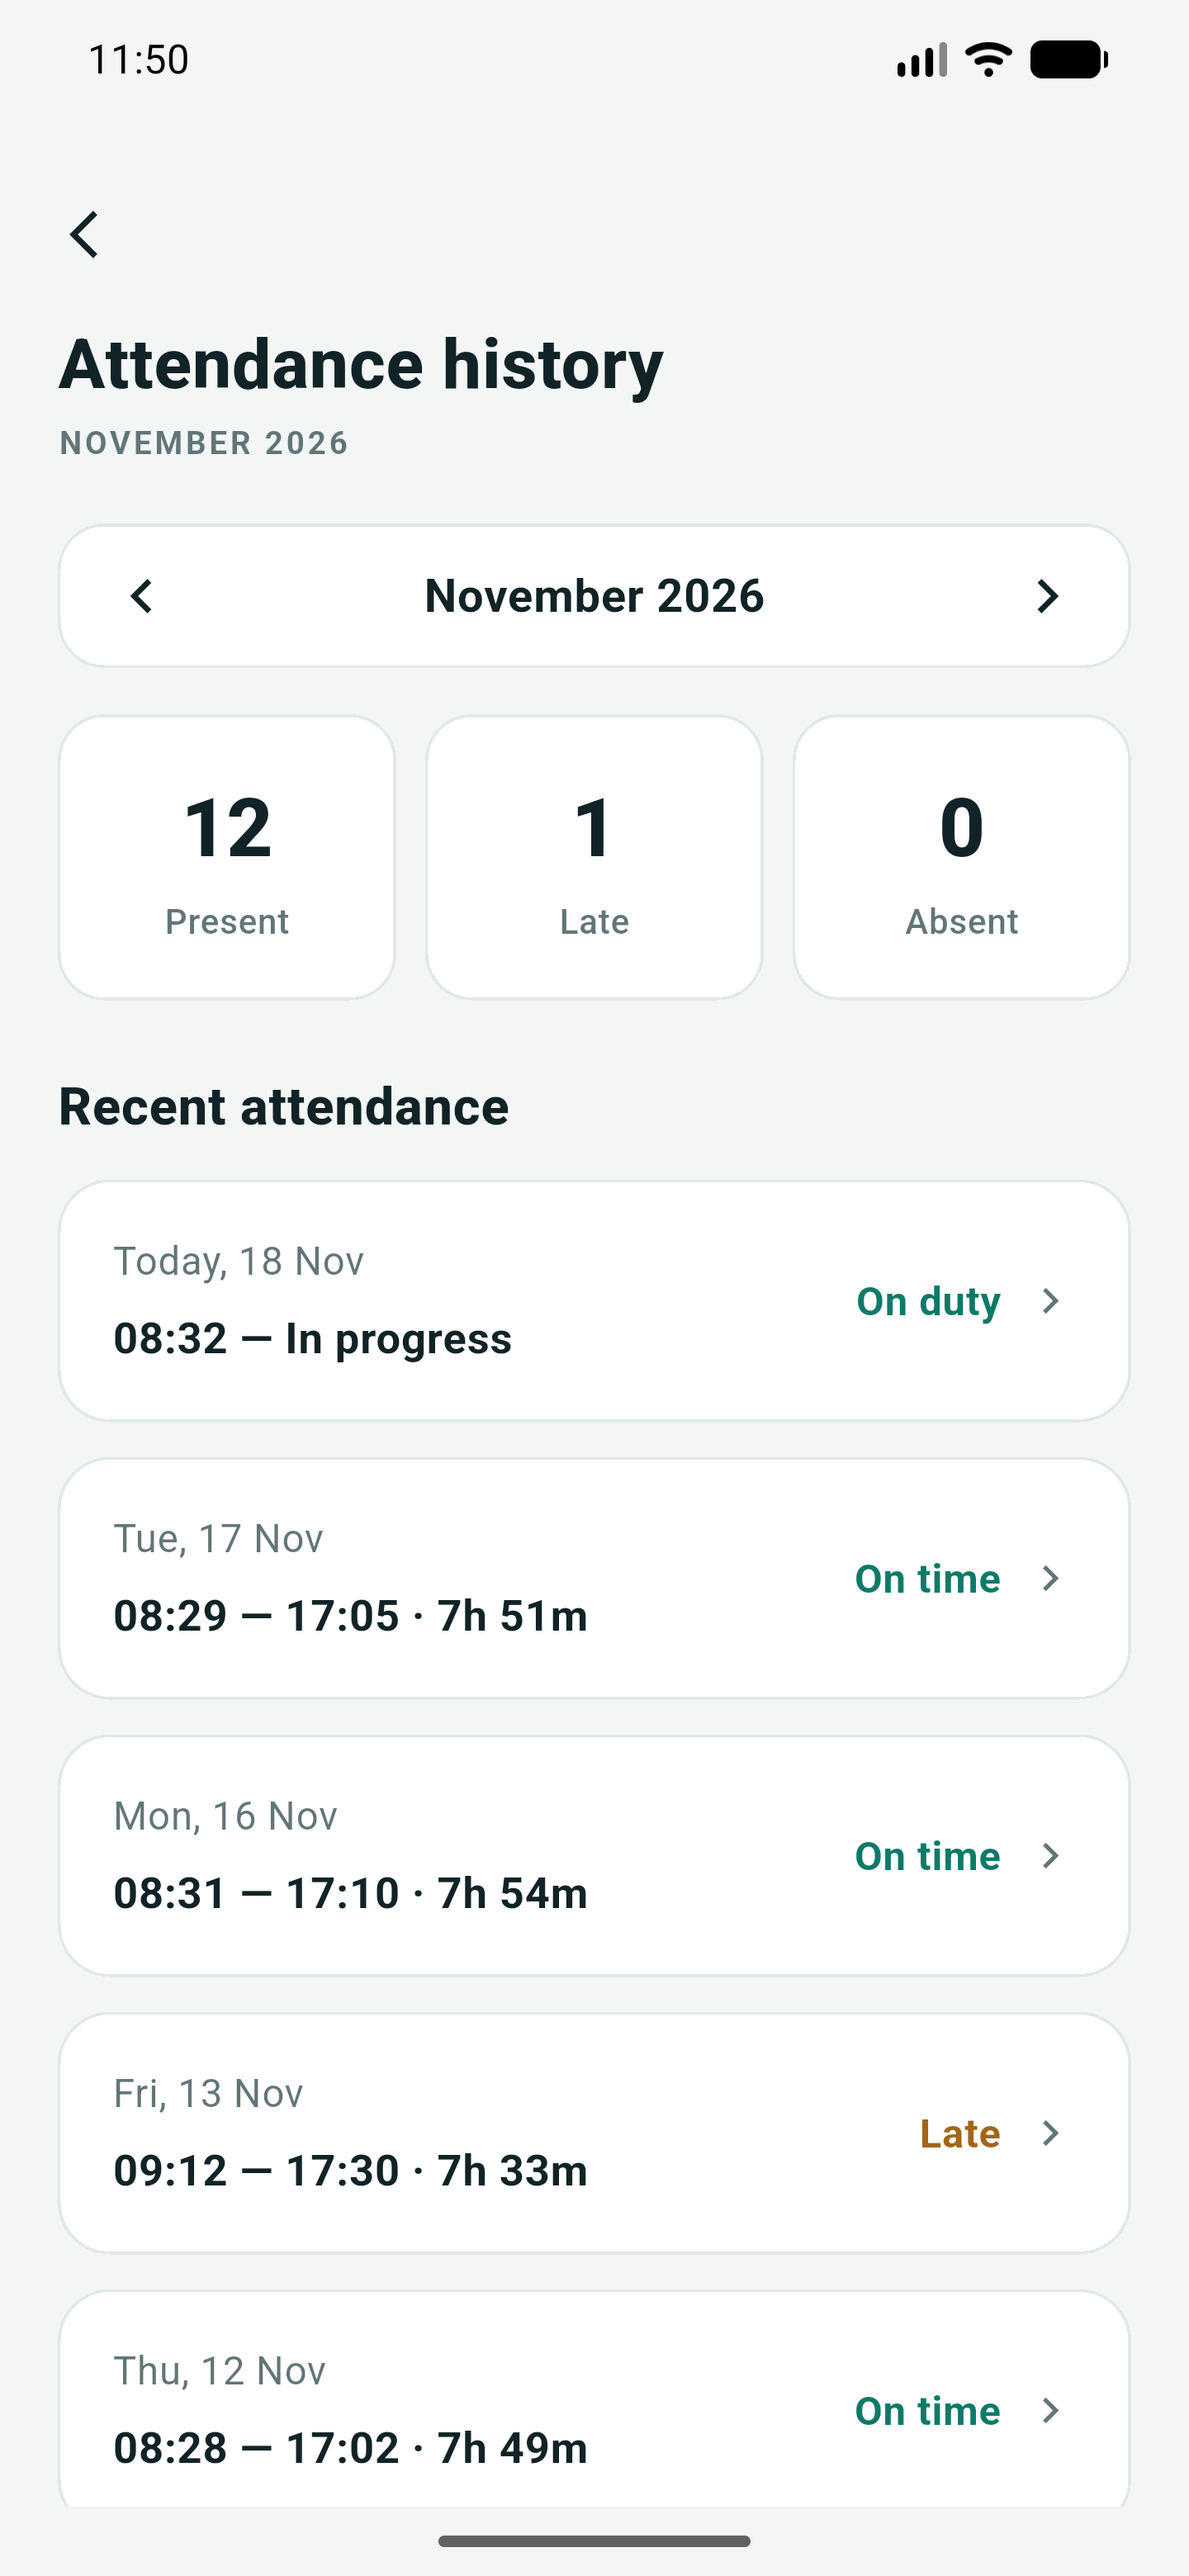 11:50
Attendance history
NOVEMBER 2026
November 2026
12
Present
1
Late
0
Absent
Recent attendance
Today, 18 Nov
08:32 — In progress
On duty
Tue, 17 Nov
08:29 — 17:05 · 7h 51m
On time
Mon, 16 Nov
08:31 — 17:10 · 7h 54m
On time
Fri, 13 Nov
09:12 — 17:30 · 7h 33m
Late
Thu, 12 Nov
08:28 — 17:02 · 7h 49m
On time